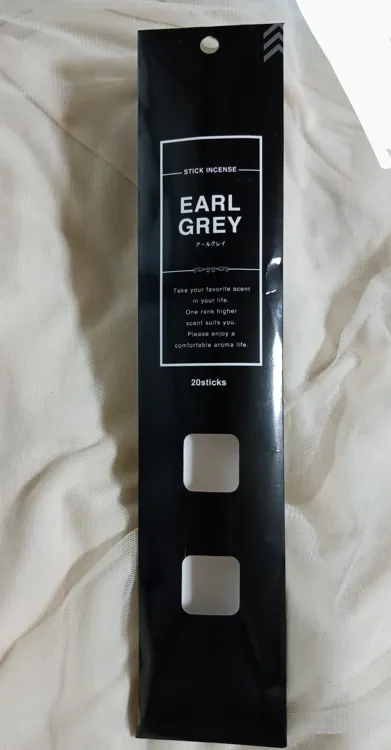 STICK INCENSE
EARL
GREY
アールグレイ
Take your favorite scent
in your life.
One rank higher
scent suits you.
Please enjoy a
comfortable aroma life.
20sticks